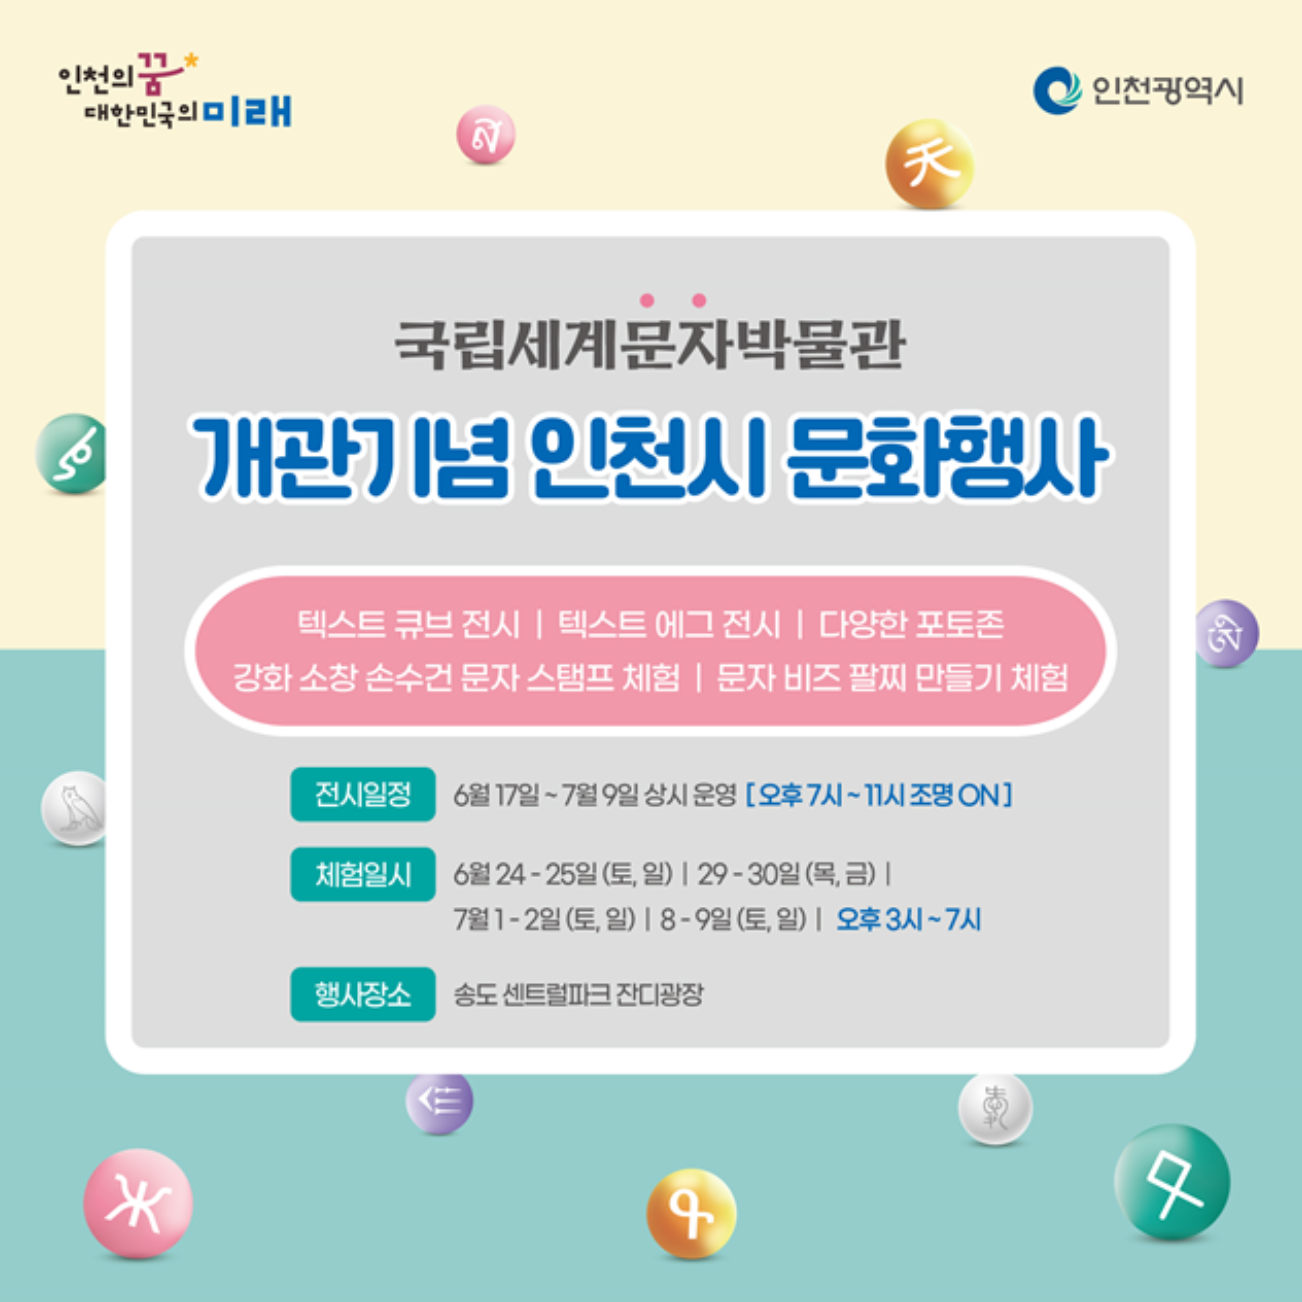 인천의 꿈
대한민국의 미래
인천광역시
국립세계문자박물관
개관기념 인천시 문화행사
텍스트 큐브 전시 | 텍스트 에그 전시 | 다양한 포토존
강화 소창 손수건 문자 스탬프 체험 | 문자 비즈 팔찌 만들기 체험
전시일정 6월 17일 ~ 7월 9일 상시 운영 [ 오후 7시 ~ 11시 조명 ON ]
체험일시 6월 24 - 25일 (토, 일) | 29 - 30일 (목, 금) |
7월 1 - 2일 (토, 일) | 8 - 9일 (토, 일) | 오후 3시 ~ 7시
행사장소 송도 센트럴파크 잔디광장